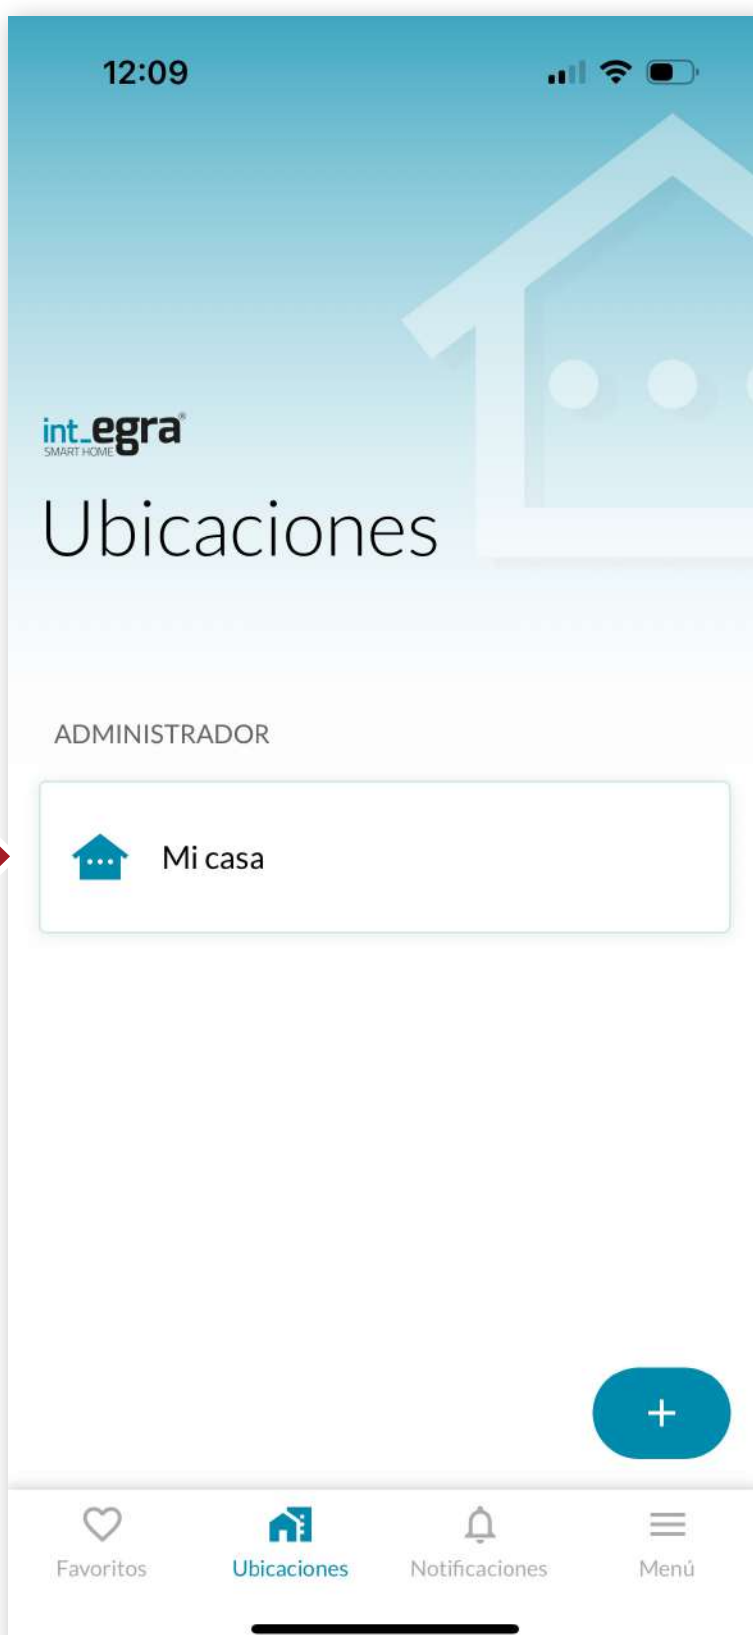 12:09
int_egra®
SMART HOME
Ubicaciones
ADMINISTRADOR
Mi casa
+
Favoritos
Ubicaciones
Notificaciones
Menú